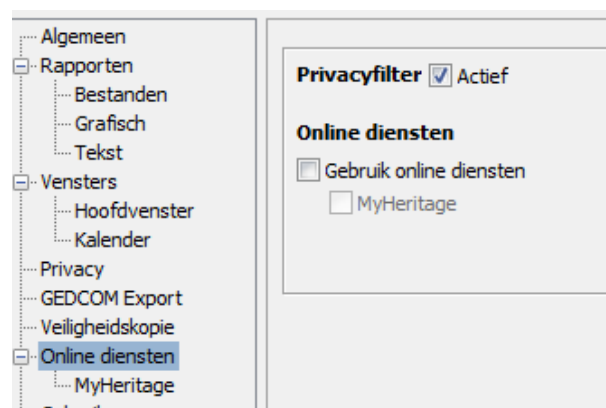 Algemeen
Rapporten
Bestanden
Grafisch
Tekst
Vensters
Hoofdvenster
Kalender
Privacy
GEDCOM Export
Veiligheidskopie
Online diensten
MyHeritage
Privacyfilter Actief
Online diensten
Gebruik online diensten
MyHeritage